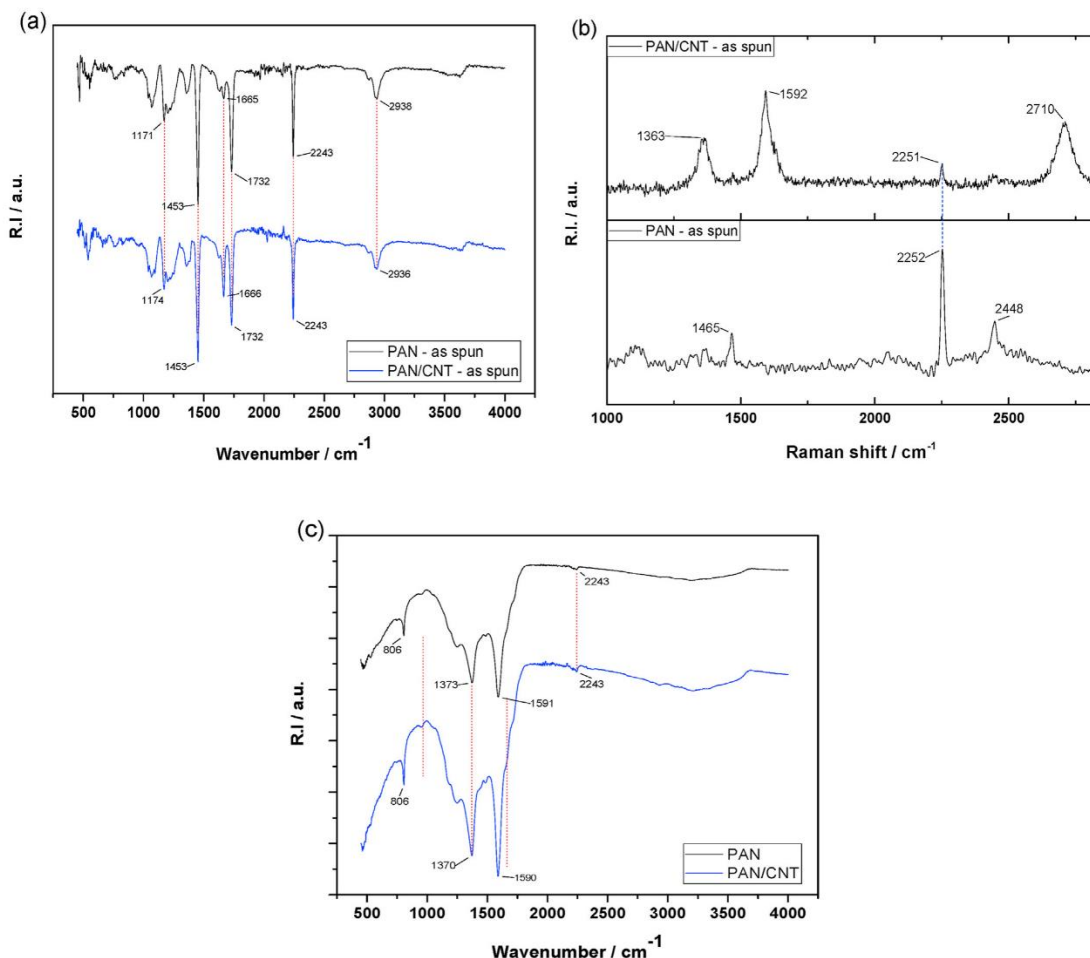 (a)
R.I / a.u.
1171
1665
2938
2243
1732
1453
1174
1666
2936
1732
2243
1453
PAN - as spun
PAN/CNT - as spun
500 1000 1500 2000 2500 3000 3500 4000
Wavenumber / cm-1
(b)
R.I. / a.u.
PAN/CNT - as spun
1592
2710
1363
2251
PAN - as spun
2252
2448
1465
1000 1500 2000 2500
Raman shift / cm-1
(c)
R.I / a.u.
2243
806
1373
1591
2243
806
1370
1590
PAN
PAN/CNT
500 1000 1500 2000 2500 3000 3500 4000
Wavenumber / cm-1